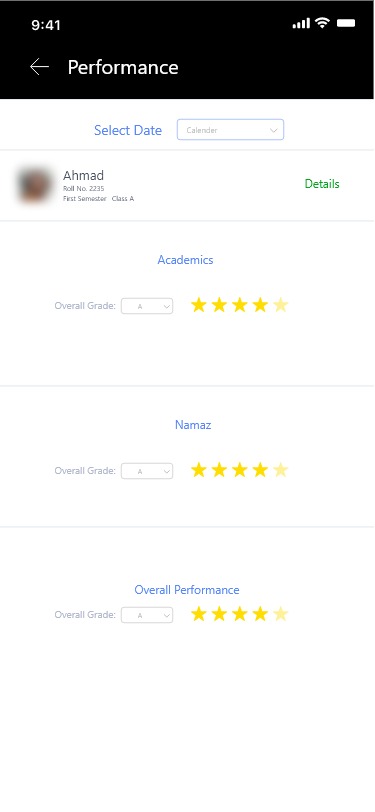 9:41
Performance
Select Date Calender
Ahmad
Details
Roll No. 2235
First Semester Class A
Academics
Overall Grade: A
Namaz
Overall Grade: A
Overall Performance
Overall Grade: A